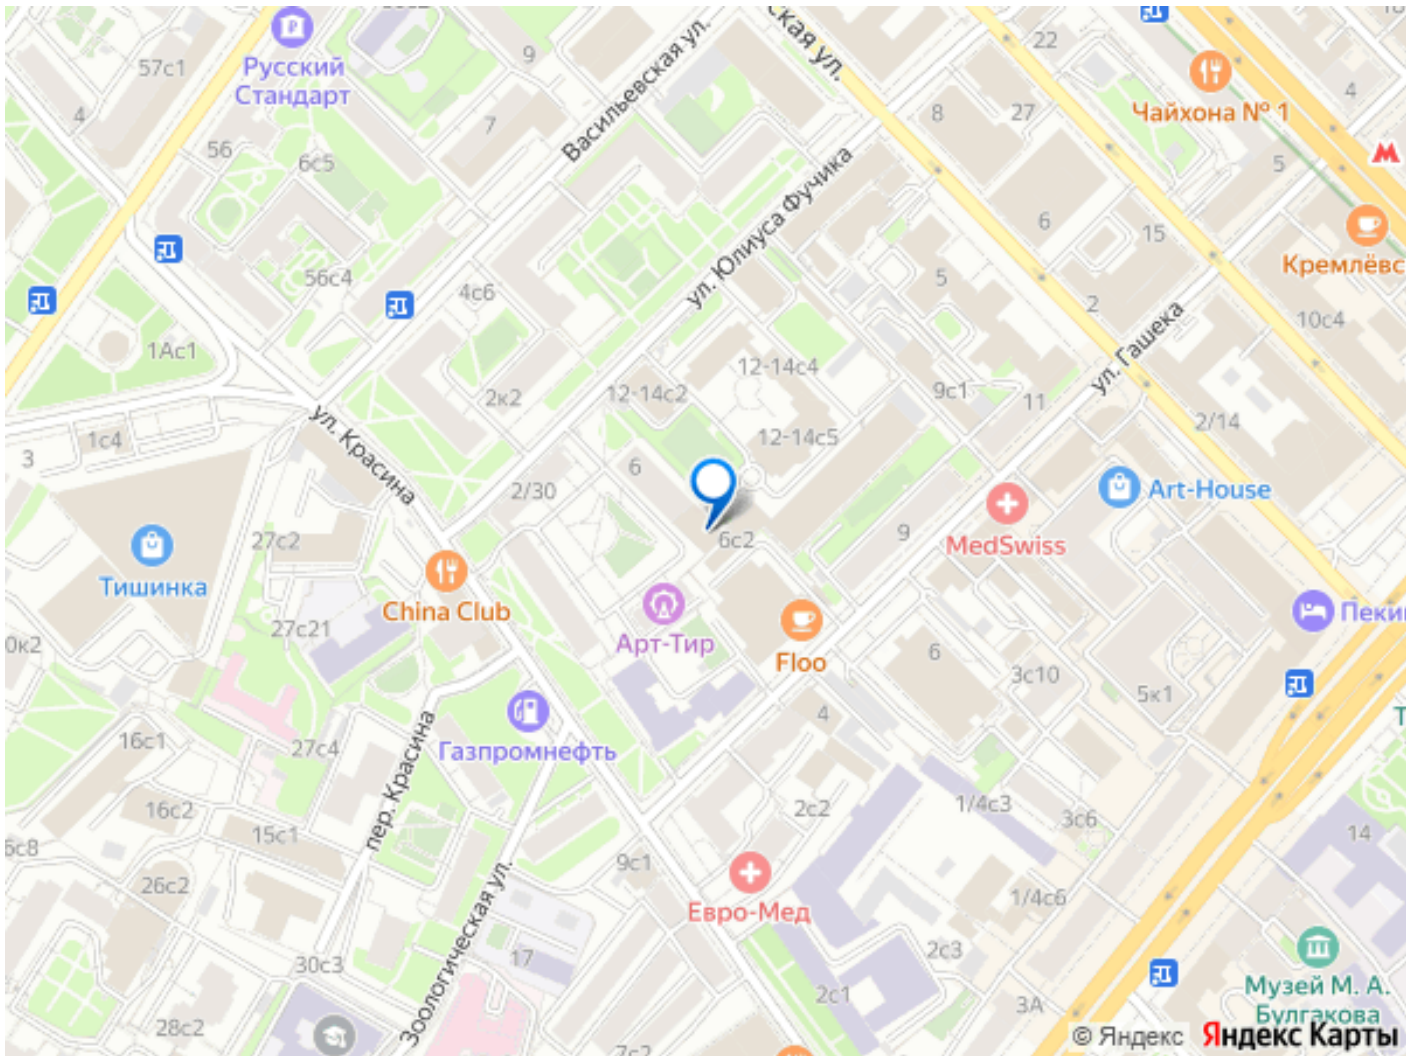 57с1
Русский
Стандарт
9
Васильевская ул.
ская ул.
22
Чайхона № 1
4
4
56
6с5
7
8
27
5
ул. Юлиуса Фучика
6
15
Кремлёвс
56с4
4с6
5
2
10с4
1Ас1
12-14с4
ул. Гашека
2к2
12-14с2
9с1
11
2/14
ул. Красина
1с4
3
12-14с5
6
2/30
Art-House
27с2
6с2
9
MedSwiss
Тишинка
China Club
Пеки
27с21
0к2
Арт-Тир
Floo
6
3с10
5к1
4
16с1
27с4
Газпромнефть
пер. Красина
16с2
15с1
2с2
1/4с3
3с6
14
6с8
26с2
9с1
Евро-Мед
1/4с6
Зоологическая ул.
30с3
17
2с3
2с1
3А
Музей М. А.
Булгакова
28с2
7с2
© Яндекс Яндекс Карты